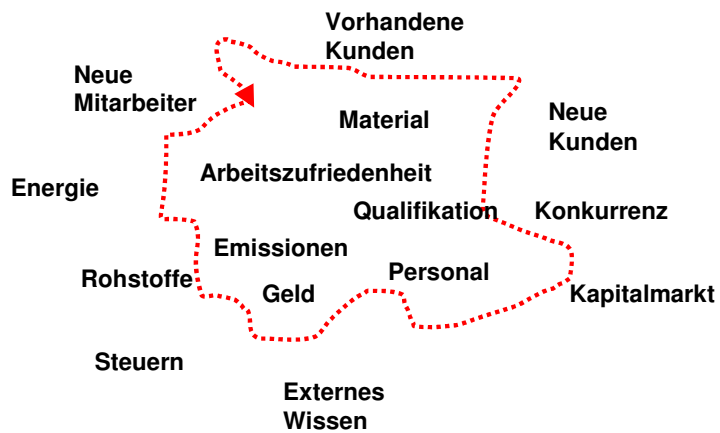 Vorhandene
Kunden
Neue
Mitarbeiter
Material
Neue
Kunden
Arbeitszufriedenheit
Energie
Qualifikation
Konkurrenz
Emissionen
Personal
Rohstoffe
Geld
Kapitalmarkt
Steuern
Externes
Wissen